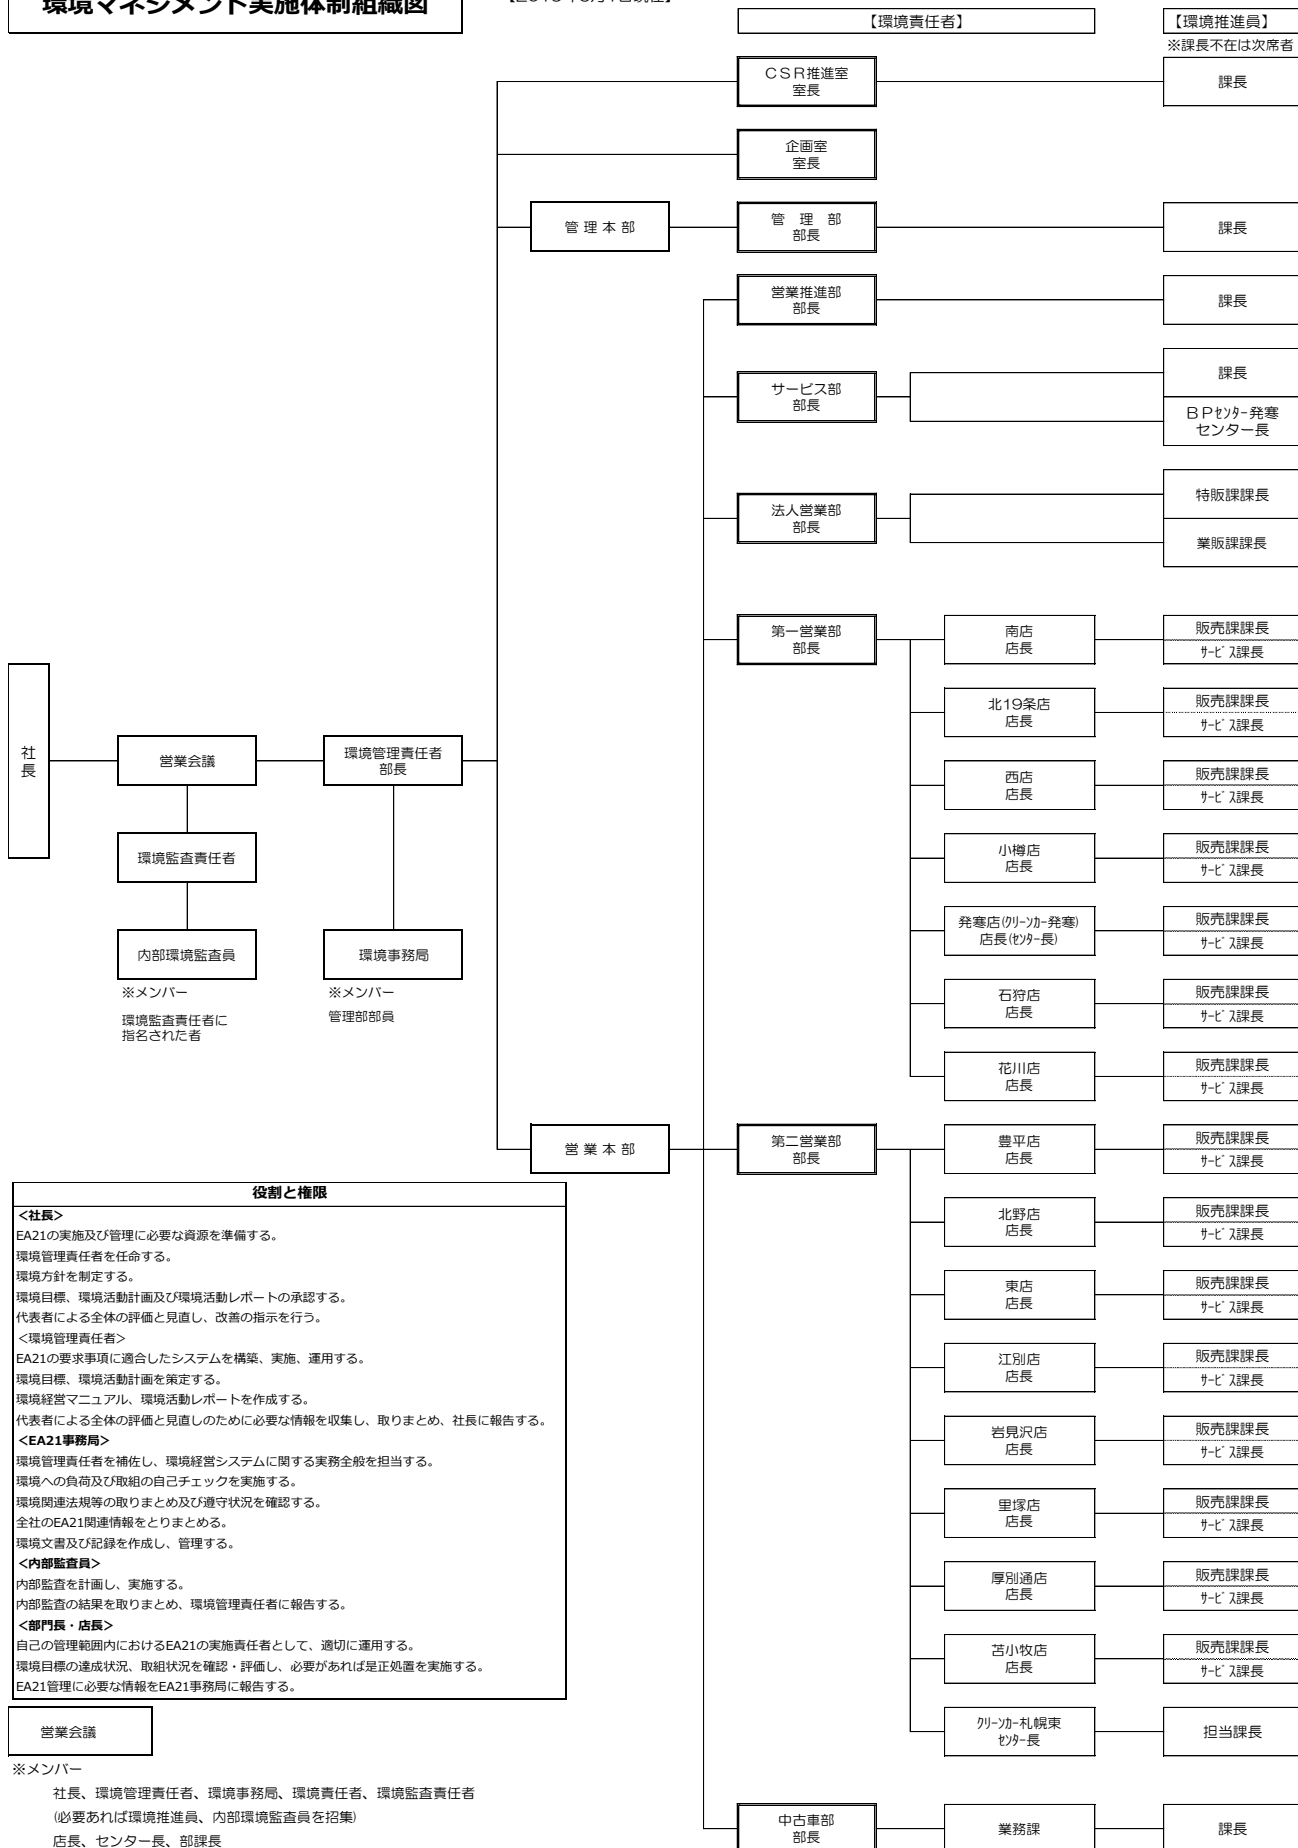 環境マネジメント実施体制組織図
【環境責任者】
【環境推進員】
※課長不在は次席者
CSR推進室
室長
課長
企画室
室長
管理本部
管 理 部
部長
課長
営業推進部
部長
課長
サービス部
部長
課長
BPｾﾝﾀｰ発寒
センター長
法人営業部
部長
特販課課長
業販課課長
第一営業部
部長
南店
店長
販売課課長
ｻｰﾋﾞｽ課長
北19条店
店長
販売課課長
ｻｰﾋﾞｽ課長
西店
店長
販売課課長
ｻｰﾋﾞｽ課長
小樽店
店長
販売課課長
ｻｰﾋﾞｽ課長
発寒店(ｸﾘｰﾝｶｰ発寒)
店長(ｾﾝﾀｰ長)
販売課課長
ｻｰﾋﾞｽ課長
石狩店
店長
販売課課長
ｻｰﾋﾞｽ課長
花川店
店長
販売課課長
ｻｰﾋﾞｽ課長
社長
営業会議
環境管理責任者
部長
環境監査責任者
内部環境監査員
※メンバー
環境監査責任者に
指名された者
環境事務局
※メンバー
管理部部員
営業本部
第二営業部
部長
豊平店
店長
販売課課長
ｻｰﾋﾞｽ課長
北野店
店長
販売課課長
ｻｰﾋﾞｽ課長
東店
店長
販売課課長
ｻｰﾋﾞｽ課長
江別店
店長
販売課課長
ｻｰﾋﾞｽ課長
岩見沢店
店長
販売課課長
ｻｰﾋﾞｽ課長
里塚店
店長
販売課課長
ｻｰﾋﾞｽ課長
厚別通店
店長
販売課課長
ｻｰﾋﾞｽ課長
苫小牧店
店長
販売課課長
ｻｰﾋﾞｽ課長
ｸﾘｰﾝｶｰ札幌東
ｾﾝﾀｰ長
担当課長
中古車部
部長
業務課
課長
役割と権限
＜社長＞
EA21の実施及び管理に必要な資源を準備する。
環境管理責任者を任命する。
環境方針を制定する。
環境目標、環境活動計画及び環境活動レポートの承認する。
代表者による全体の評価と見直し、改善の指示を行う。
＜環境管理責任者＞
EA21の要求事項に適合したシステムを構築、実施、運用する。
環境目標、環境活動計画を策定する。
環境経営マニュアル、環境活動レポートを作成する。
代表者による全体の評価と見直しのために必要な情報を収集し、取りまとめ、社長に報告する。
＜EA21事務局＞
環境管理責任者を補佐し、環境経営システムに関する実務全般を担当する。
環境への負荷及び取組の自己チェックを実施する。
環境関連法規等の取りまとめ及び遵守状況を確認する。
全社のEA21関連情報をとりまとめる。
環境文書及び記録を作成し、管理する。
＜内部監査員＞
内部監査を計画し、実施する。
内部監査の結果を取りまとめ、環境管理責任者に報告する。
＜部門長・店長＞
自己の管理範囲内におけるEA21の実施責任者として、適切に運用する。
環境目標の達成状況、取組状況を確認・評価し、必要があれば是正処置を実施する。
EA21管理に必要な情報をEA21事務局に報告する。
営業会議
※メンバー
社長、環境管理責任者、環境事務局、環境責任者、環境監査責任者
(必要あれば環境推進員、内部環境監査員を招集)
店長、センター長、部課長